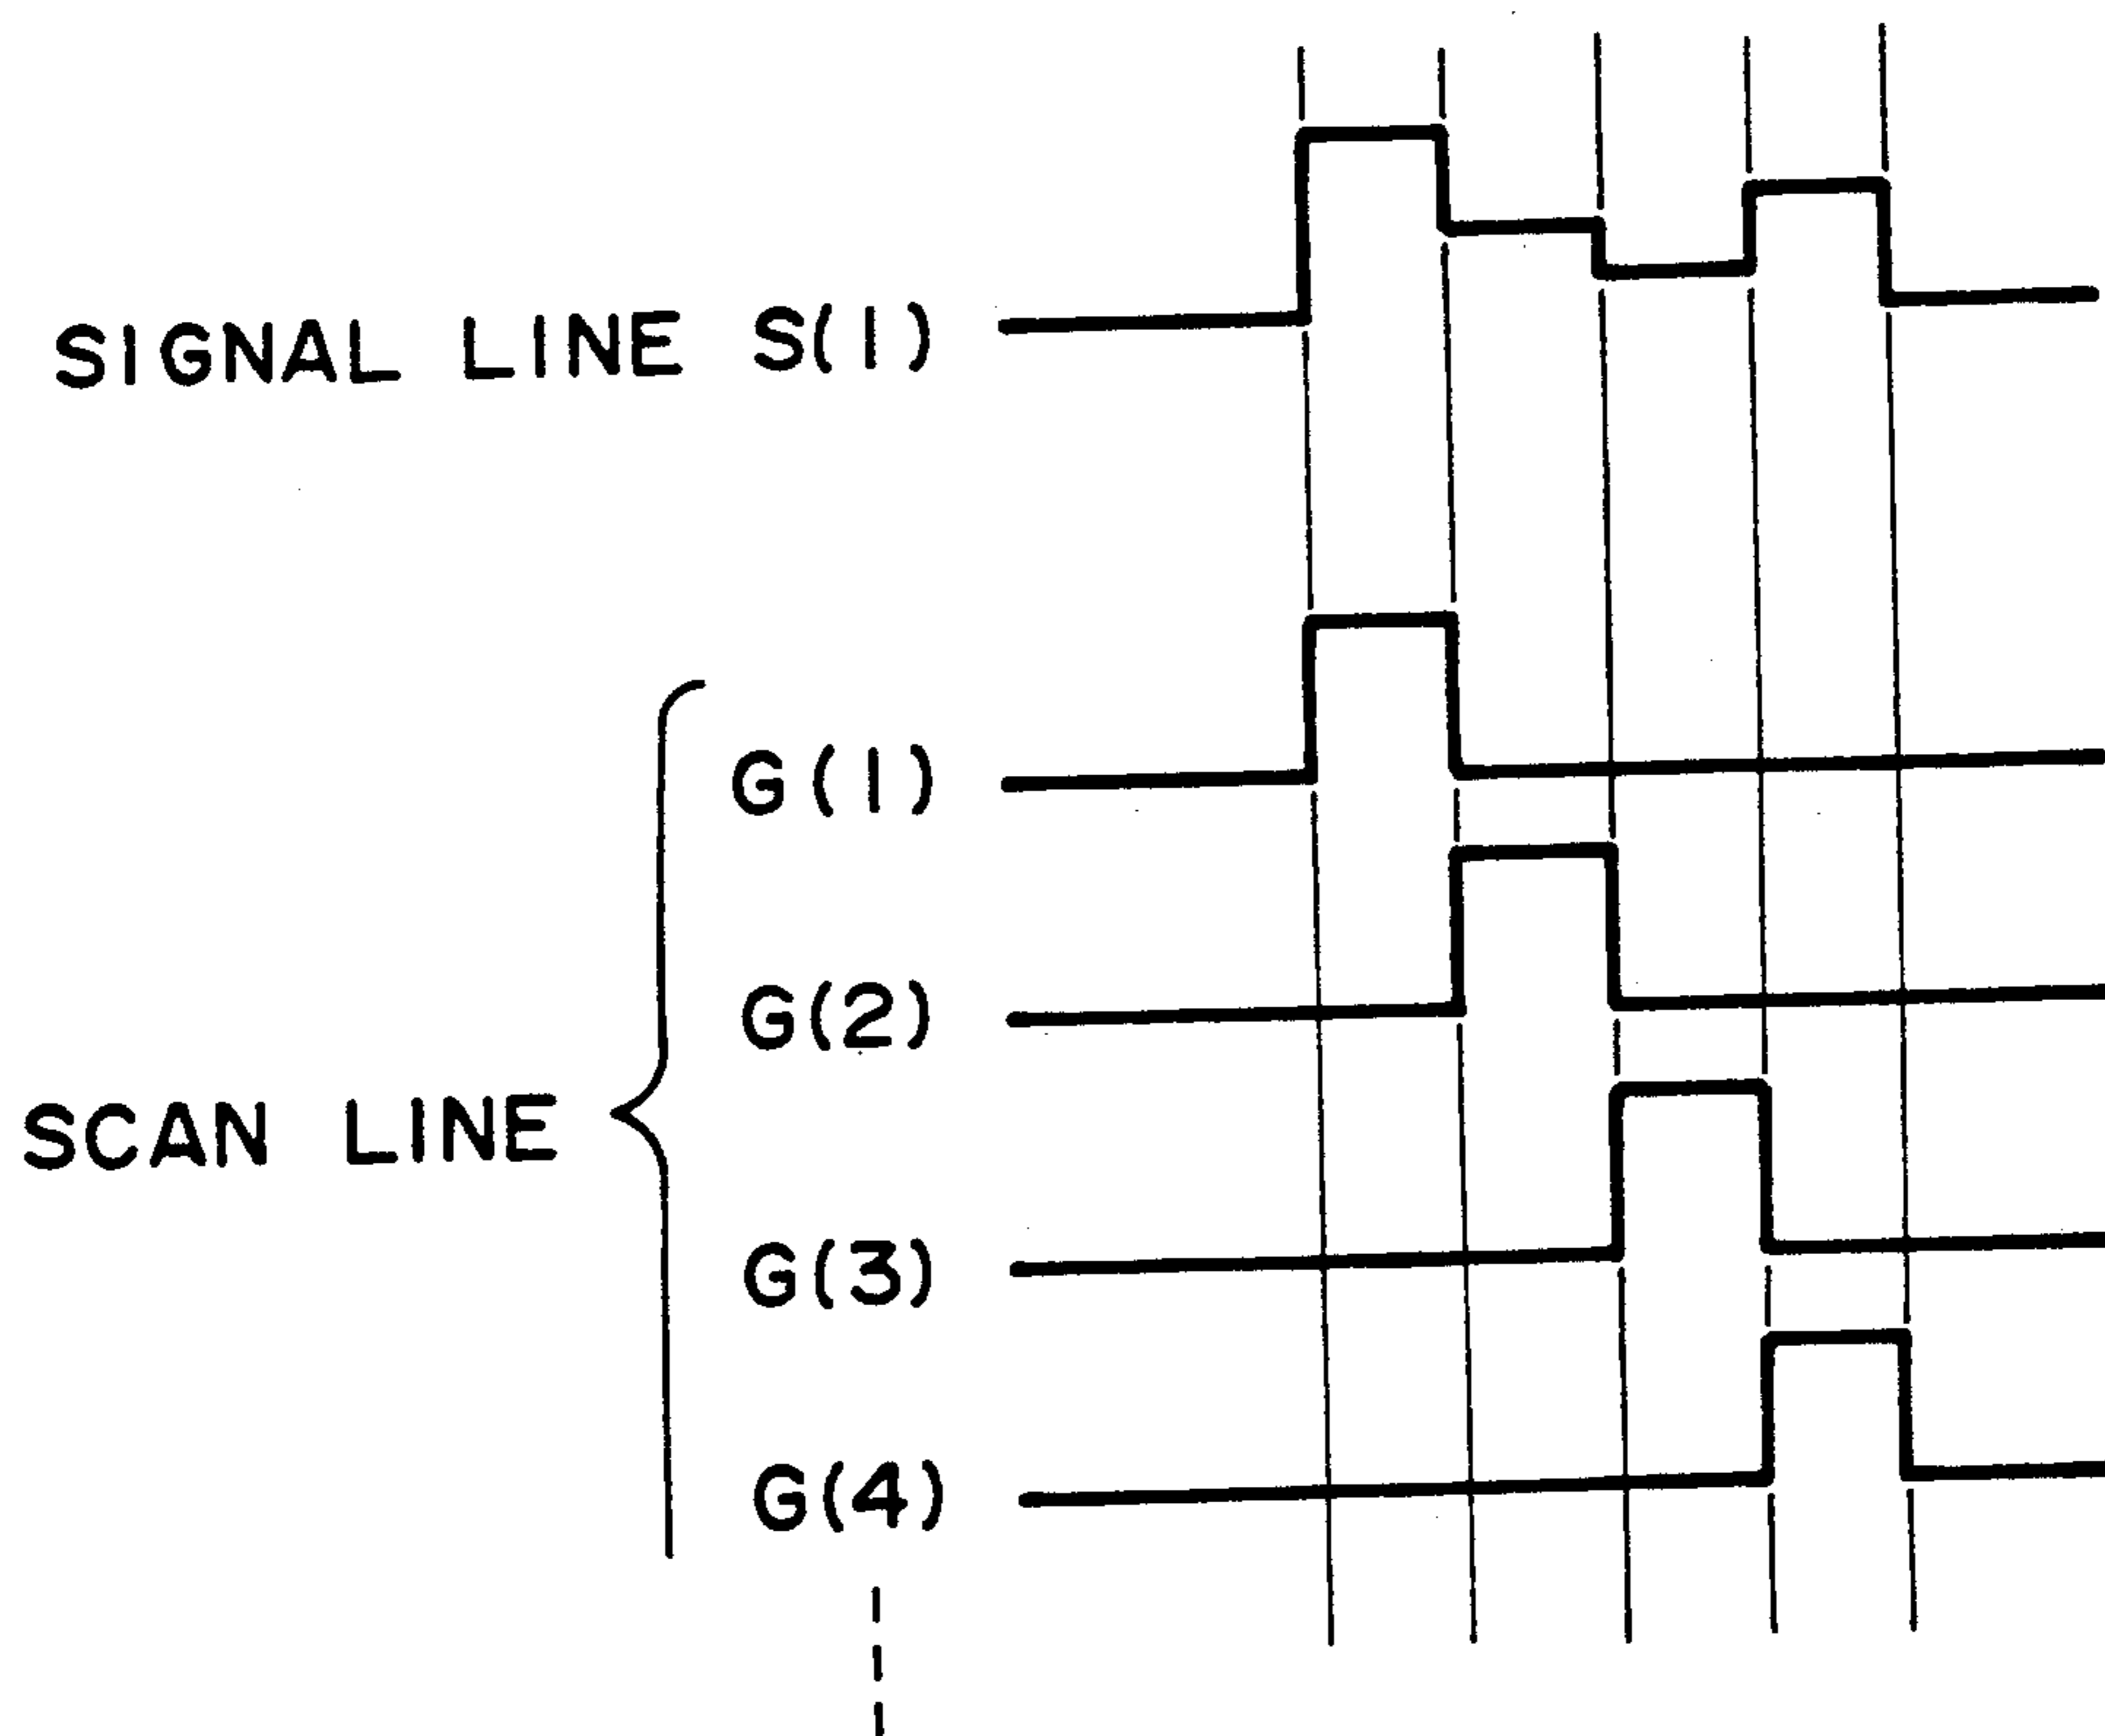 SIGNAL LINE S(1)
G(1)
G(2)
SCAN LINE
G(3)
G(4)